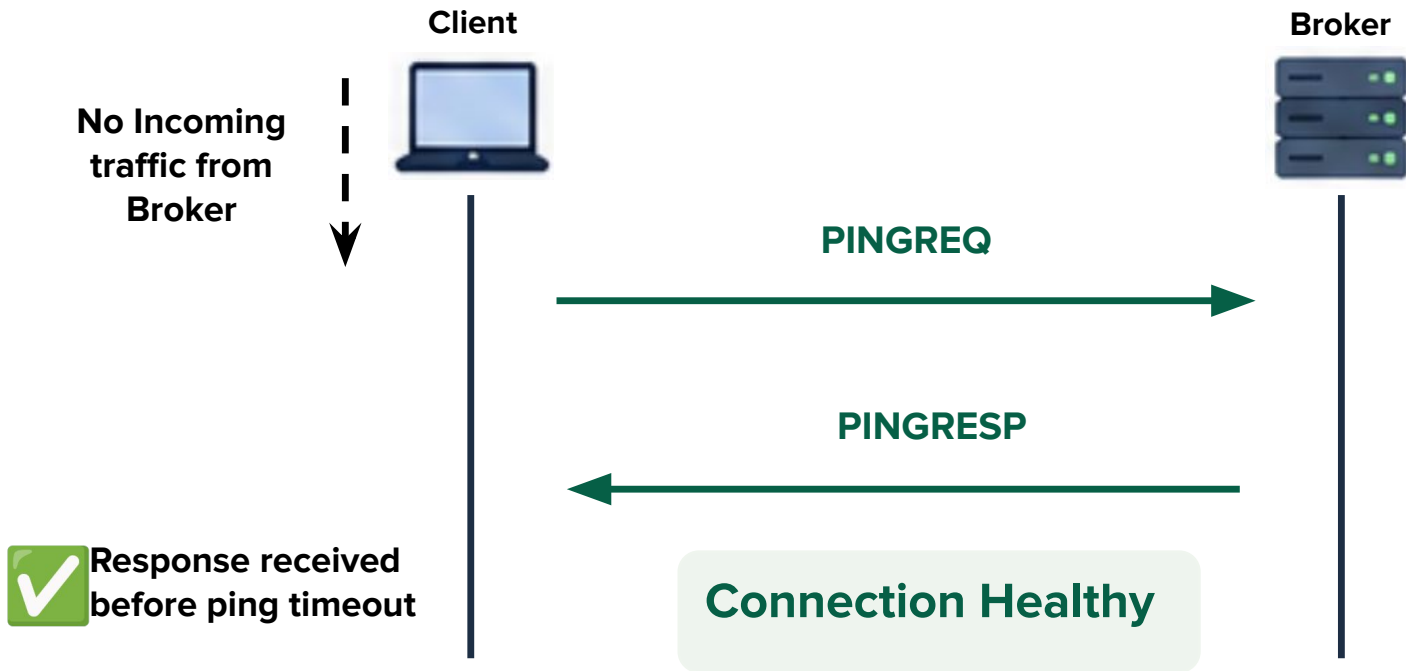 Client
Broker
No Incoming
traffic from
Broker
PINGREQ
PINGRESP
Response received
before ping timeout
Connection Healthy